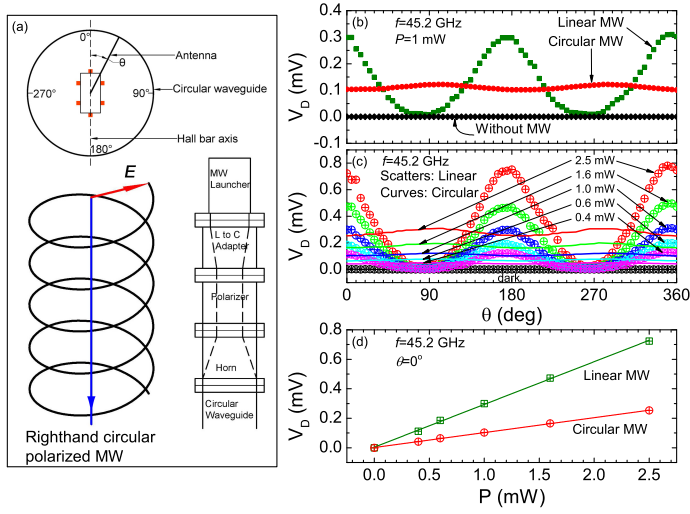 (a)
0°
θ
Antenna
270°
90°
Circular waveguide
Hall bar axis
180°
E
MW
Launcher
L to C
Adapter
Polarizer
Horn
Circular
Waveguide
Righthand circular
polarized MW
(b)
f=45.2 GHz
P=1 mW
Linear MW
Circular MW
Without MW
V_D (mV)
0.4
0.3
0.2
0.1
0.0
-0.1
(c)
f=45.2 GHz
Scatters: Linear
Curves: Circular
2.5 mW
1.6 mW
1.0 mW
0.6 mW
0.4 mW
dark
V_D (mV)
0.8
0.6
0.4
0.2
0.0
0 90 180 270 360
θ (deg)
(d)
f=45.2 GHz
θ=0°
Linear MW
Circular MW
V_D (mV)
0.8
0.6
0.4
0.2
0.0
0.0 0.5 1.0 1.5 2.0 2.5
P (mW)